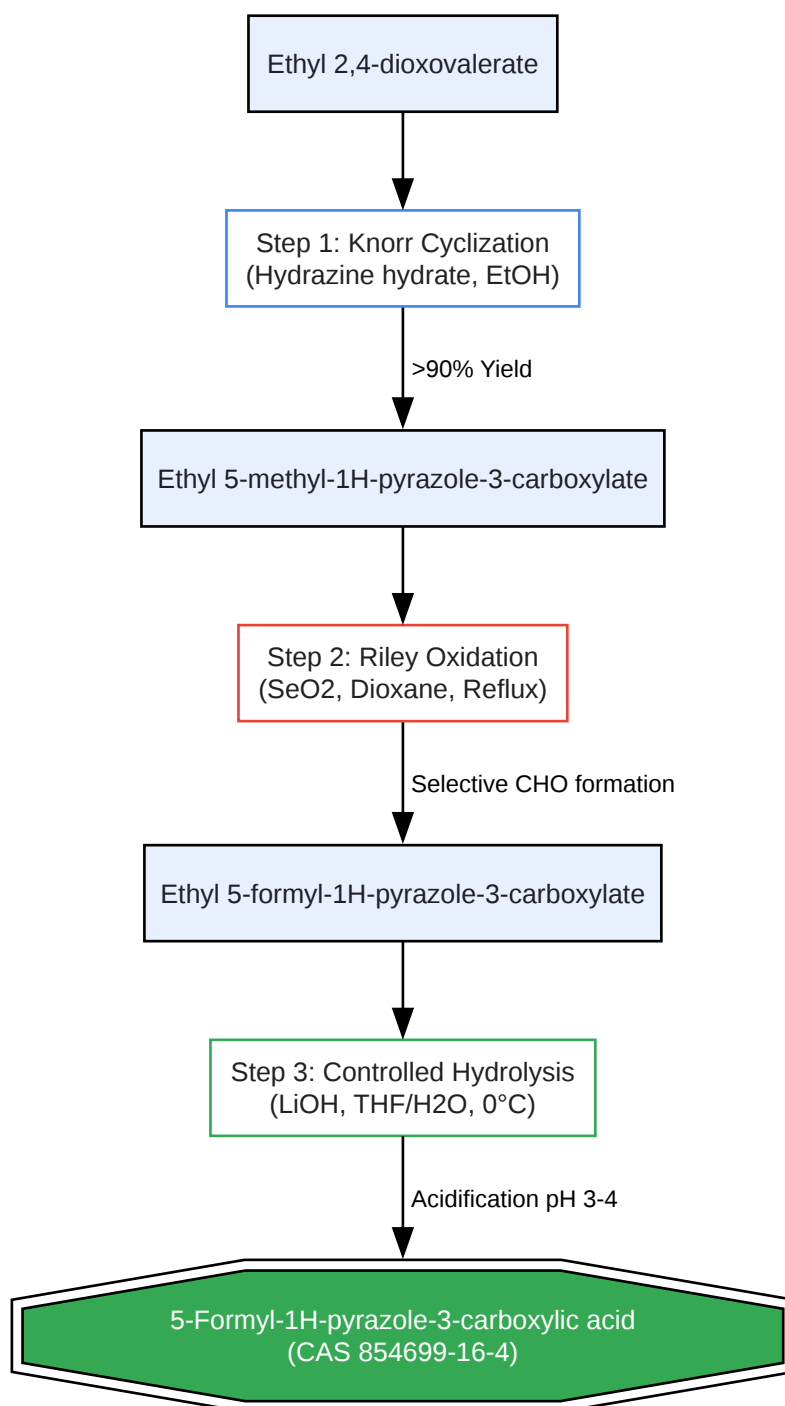 Ethyl 2,4-dioxovalerate
Step 1: Knorr Cyclization
(Hydrazine hydrate, EtOH)
>90% Yield
Ethyl 5-methyl-1H-pyrazole-3-carboxylate
Step 2: Riley Oxidation
(SeO2, Dioxane, Reflux)
Selective CHO formation
Ethyl 5-formyl-1H-pyrazole-3-carboxylate
Step 3: Controlled Hydrolysis
(LiOH, THF/H2O, 0°C)
Acidification pH 3-4
5-Formyl-1H-pyrazole-3-carboxylic acid
(CAS 854699-16-4)